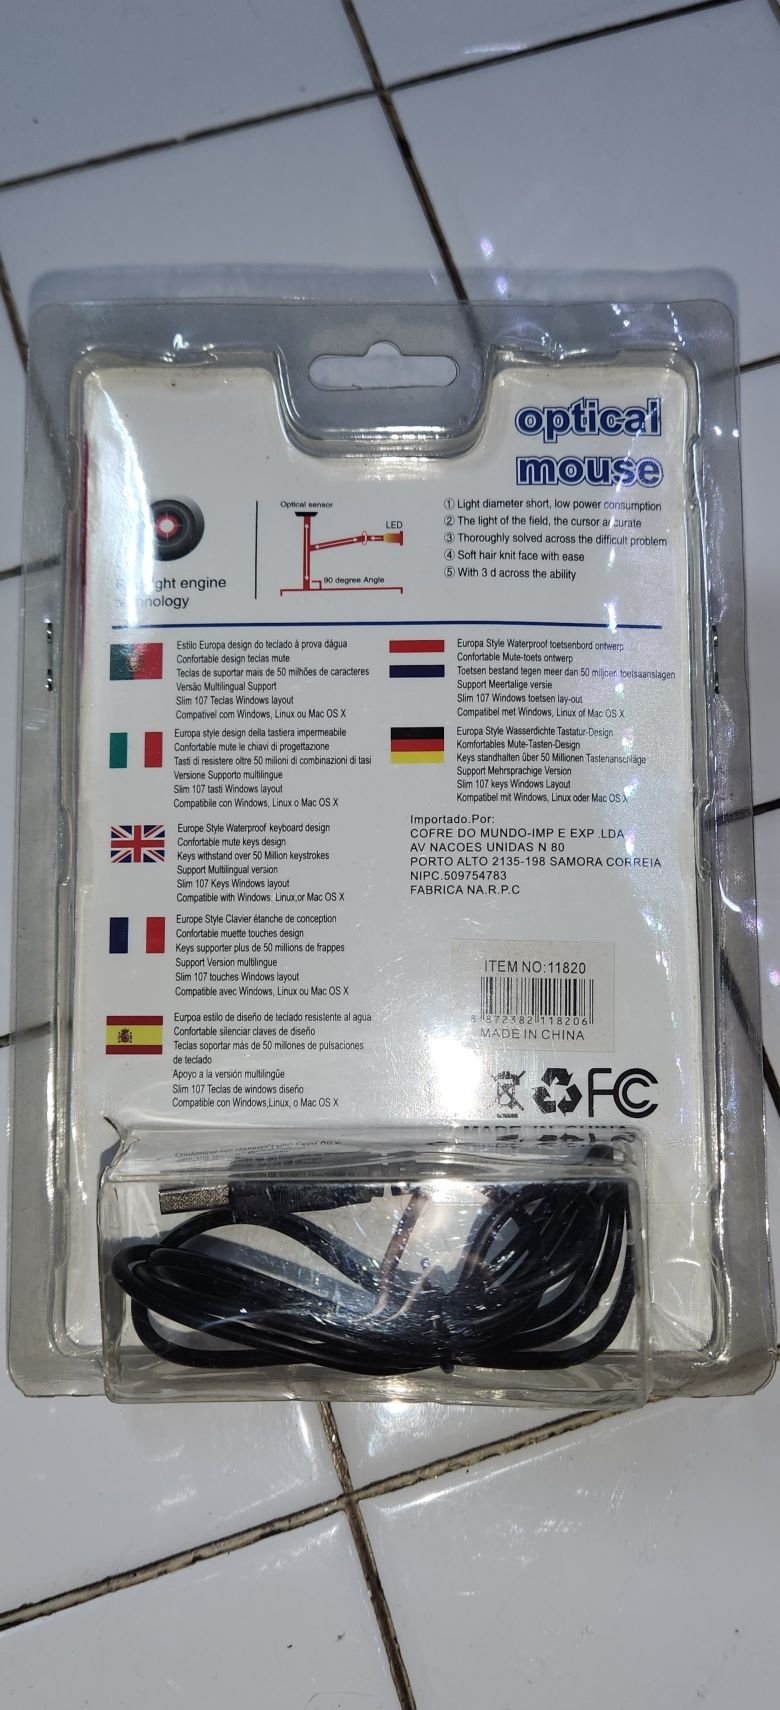 optical
mouse
Optical sensor
LED
90 degree Angle
ght engine
nology
① Light diameter short, low power consumption
② The light of the field, the cursor accurate
③ Thoroughly solved across the difficult problem
④ Soft hair knit face with ease
⑤ With 3 d across the ability
Estilo Europa design do teclado à prova dágua
Confortable design teclas mute
Teclas de suportar mais de 50 milhões de caracteres
Versão Multilingual Support
Slim 107 Teclas Windows layout
Compativel com Windows, Linux ou Mac OS X
Europa style design della tastiera impermeabile
Comfortable mute le chiavi di progettazione
Tasti di resistere oltre 50 milioni di combinazioni di tasi
Versione Supporto multilingue
Slim 107 tasti Windows layout
Compatibile con Windows, Linux o Mac OS X
Europe Style Waterproof keyboard design
Comfortable mute keys design
Keys withstand over 50 Million keystrokes
Support Multilingual version
Slim 107 Keys Windows layout
Compatible with Windows, Linux,or Mac OS X
Europe Style Clavier étanche de conception
Confortable muette touches design
Keys supporter plus de 50 millions de frappes
Support Version multilingue
Slim 107 touches Windows layout
Compatible avec Windows, Linux ou Mac OS X
Eurpoa estilo de diseño de teclado resistente al agua
Confortable silenciar claves de diseño
Teclas soportar más de 50 millones de pulsaciones
de teclado
Apoyo a la versión multilingüe
Slim 107 Teclas de windows diseño
Compatible con Windows,Linux, o Mac OS X
Europa Style Waterproof toetsenbord ontwerp
Comfortable Mute-toets ontwerp
Toetsen bestand tegen meer dan 50 miljoen toetsaanslagen
Support Meertalige versie
Slim 107 Windows toetsen lay-out
Compatibel met Windows, Linux of Mac OS X
Europa Style Wasserdichte Tastatur-Design
Komfortables Mute-Tasten-Design
Keys standhalten über 50 Millionen Tastenanschläge
Support Mehrsprachige Version
Slim 107 keys Windows Layout
Kompatibel mit Windows, Linux oder Mac OS X
Importado.Por:
COFRE DO MUNDO-IMP E EXP .LDA
AV NACOES UNIDAS N 80
PORTO ALTO 2135-198 SAMORA CORREIA
NIPC.509754783
FABRICA NA.R.P.C
ITEM NO:11820
8 872382 118206
MADE IN CHINA
FC
MADE IN CHINA